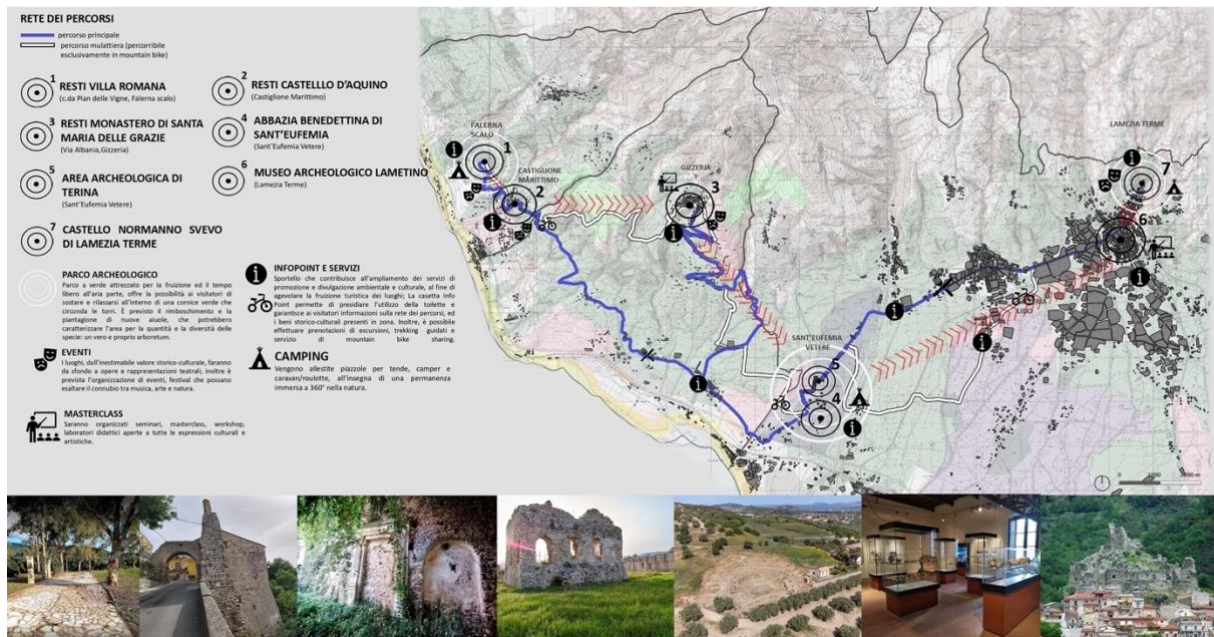 RETE DEI PERCORSI
percorso principale
percorso mulattiera (percorribile
esclusivamente in mountain bike)
1
RESTI VILLA ROMANA
(c.da Pian delle Vigne, Falerna scalo)
2
RESTI CASTELLLO D'AQUINO
(Castiglione Marittimo)
3
RESTI MONASTERO DI SANTA
MARIA DELLE GRAZIE
(Via Albania,Gizzeria)
4
ABBAZIA BENEDETTINA DI
SANT'EUFEMIA
(Sant'Eufemia Vetere)
5
AREA ARCHEOLOGICA DI
TERINA
(Sant'Eufemia Vetere)
6
MUSEO ARCHEOLOGICO LAMETINO
(Lamezia Terme)
7
CASTELLO NORMANNO SVEVO
DI LAMEZIA TERME
PARCO ARCHEOLOGICO
Parco a verde attrezzato per la fruizione ed il tempo
libero all'aria parte, offre la possibilità ai visitatori di
sostare e rilassarsi all'interno di una cornice verde che
circonda le torri. È previsto il rimboschimento e la
piantagione di nuove aiuole, che potrebbero
caratterizzare l'area per la quantità e la diversità delle
specie: un vero e proprio arboretum.
EVENTI
I luoghi, dall'inestimabile valore storico-culturale, faranno
da sfondo a opere e rappresentazioni teatrali; inoltre è
prevista l'organizzazione di eventi, festival che possano
esaltare il connubio tra musica, arte e natura.
MASTERCLASS
Saranno organizzati seminari, masterclass, workshop,
laboratori didattici aperte a tutte le espressioni culturali e
artistiche.
INFOPOINT E SERVIZI
Sportello che contribuisce all'ampliamento dei servizi di
promozione e divulgazione ambientale e culturale, al fine di
agevolare la fruizione turistica dei luoghi; La casetta Info
Point permette di presidiare l'utilizzo della toilette e
garantisce ai visitatori informazioni sulla rete dei percorsi, ed
i beni storico-culturali presenti in zona. Inoltre, è possibile
effettuare prenotazioni di escursioni, trekking guidati e
servizio di mountain bike sharing.
CAMPING
Vengono allestite piazzole per tende, camper e
caravan/roulotte, all'insegna di una permanenza
immersa a 360° nella natura.
FALERNA
SCALO
1
CASTIGLIONE
MARITTIMO
2
GIZZERIA
3
SANT'EUFEMIA
VETERE
5
4
LAMEZIA TERME
7
6
0
1000